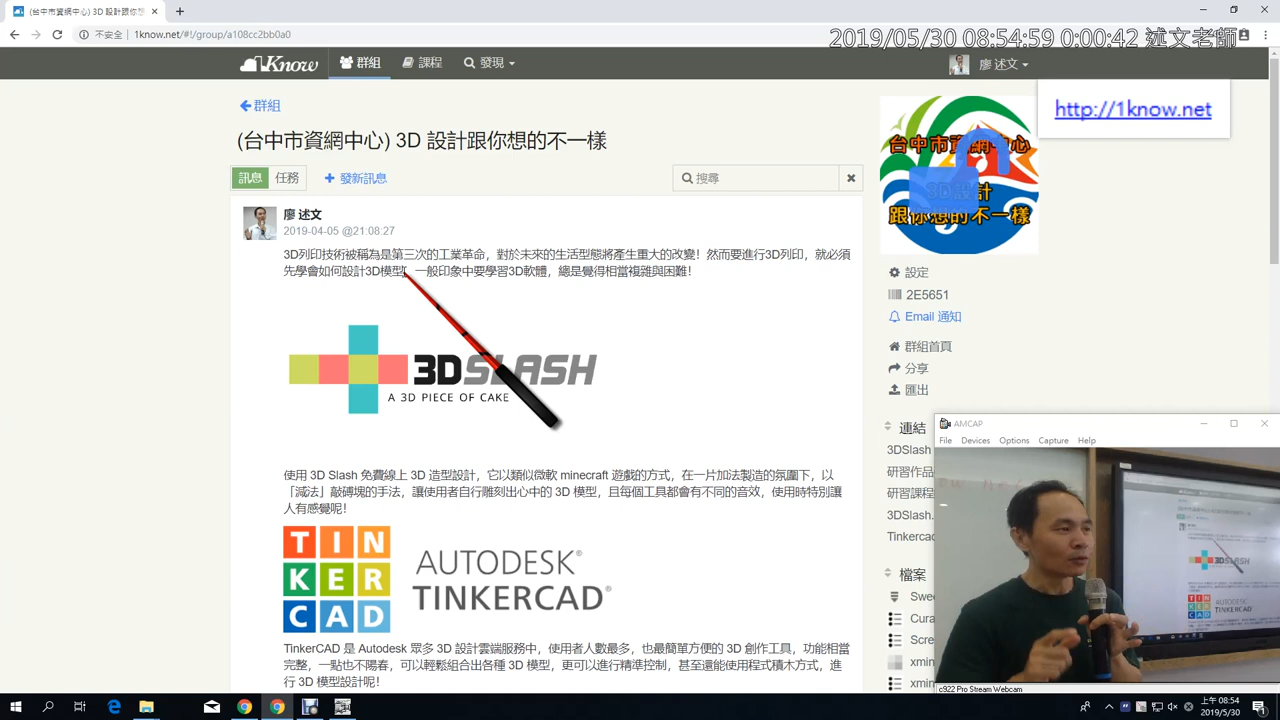 (台中市資網中心) 3D 設計跟你想
不安全 1know.net/#!/group/a108cc2bb0a0
2019/05/30 08:54:59 0:00:42 述文老師
1Know 群組 課程 發現 廖 述文
http://1know.net
群組
(台中市資網中心) 3D 設計跟你想的不一樣
訊息 任務 發新訊息 搜尋
廖 述文
2019-04-05 @21:08:27
3D列印技術被稱為是第三次的工業革命，對於未來的生活型態將產生重大的改變！然而要進行3D列印，就必須
先學會如何設計3D模型，一般印象中要學習3D軟體，總是覺得相當複雜與困難！
3DSLASH
A 3D PIECE OF CAKE
使用 3D Slash 免費線上 3D 造型設計，它以類似微軟 minecraft 遊戲的方式，在一片加法製造的氛圍下，以
「減法」敲磚塊的手法，讓使用者自行雕刻出心中的 3D 模型，且每個工具都會有不同的音效，使用時特別讓
人有感覺呢！
TIN
KER
CAD
AUTODESK®
TINKERCAD®
TinkerCAD 是 Autodesk 眾多 3D 設計雲端服務中，使用者人數最多，也最簡單方便的 3D 創作工具，功能相當
完整，一點也不陽春，可以輕鬆組合出各種 3D 模型，更可以進行精準控制，甚至還能使用程式積木方式，進
行 3D 模型設計呢！
台中市資網中心
3D設計
跟你想的不一樣
設定
2E5651
Email 通知
群組首頁
分享
匯出
連結
3DSlash
研習作品
研習課程
3DSlash.
Tinkercad
檔案
Swe
Cura
Scre
xmin
xmin
AMCAP
File Devices Options Capture Help
c922 Pro Stream Webcam
上午 08:54
2019/5/30